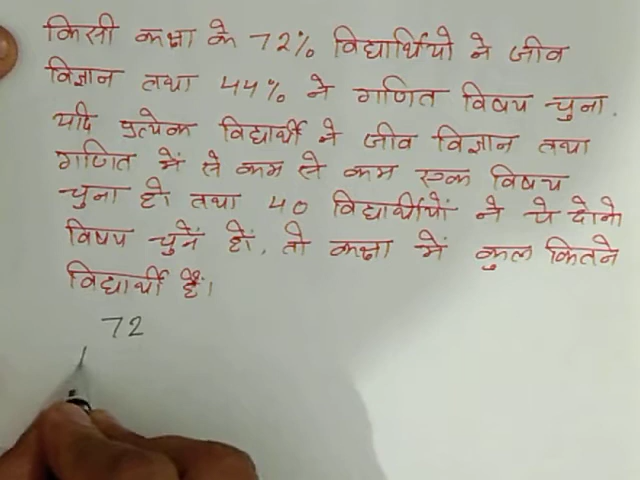 किसी कक्षा के 72% विद्यार्थियो ने जीव
विज्ञान तथा 44% ने गणित विषय चुना.
यदि प्रत्येक विद्यार्थी ने जीव विज्ञान तथा
गणित में से कम से कम एक विषय
चुना हो तथा 40 विद्यार्थीयों ने ये दोनो
विषय चुनें हों, तो कक्षा में कुल कितने
विद्यार्थी हैं।
72